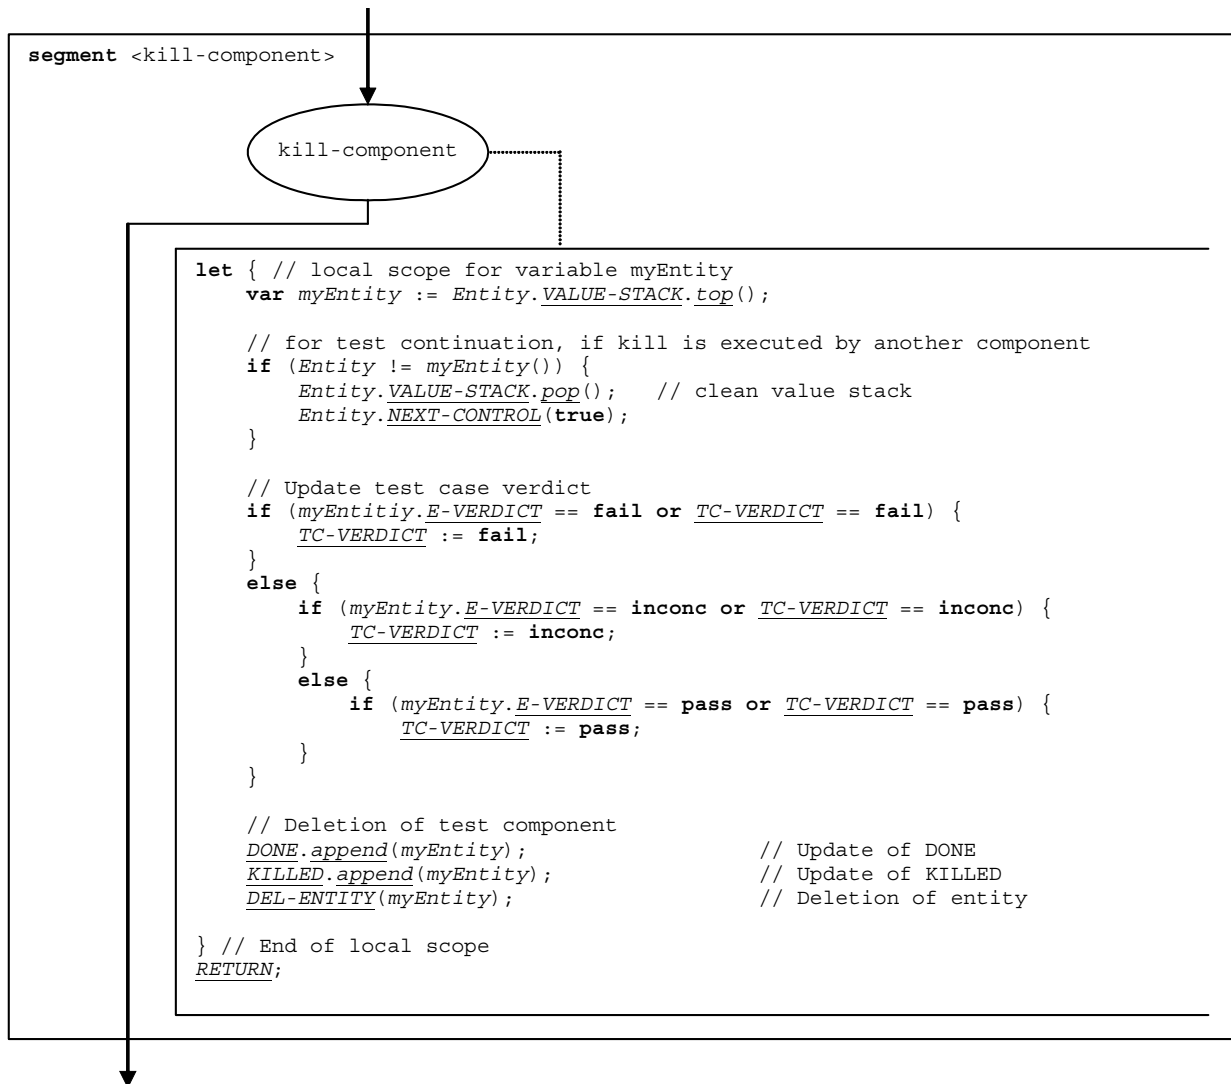 segment <kill-component>
kill-component
let { // local scope for variable myEntity
var myEntity := Entity.VALUE-STACK.top();
// for test continuation, if kill is executed by another component
if (Entity != myEntity()) {
Entity.VALUE-STACK.pop(); // clean value stack
Entity.NEXT-CONTROL(true);
}
// Update test case verdict
if (myEntitiy.E-VERDICT == fail or TC-VERDICT == fail) {
TC-VERDICT := fail;
}
else {
if (myEntity.E-VERDICT == inconc or TC-VERDICT == inconc) {
TC-VERDICT := inconc;
}
else {
if (myEntity.E-VERDICT == pass or TC-VERDICT == pass) {
TC-VERDICT := pass;
}
}
// Deletion of test component
DONE.append(myEntity); // Update of DONE
KILLED.append(myEntity); // Update of KILLED
DEL-ENTITY(myEntity); // Deletion of entity
} // End of local scope
RETURN;